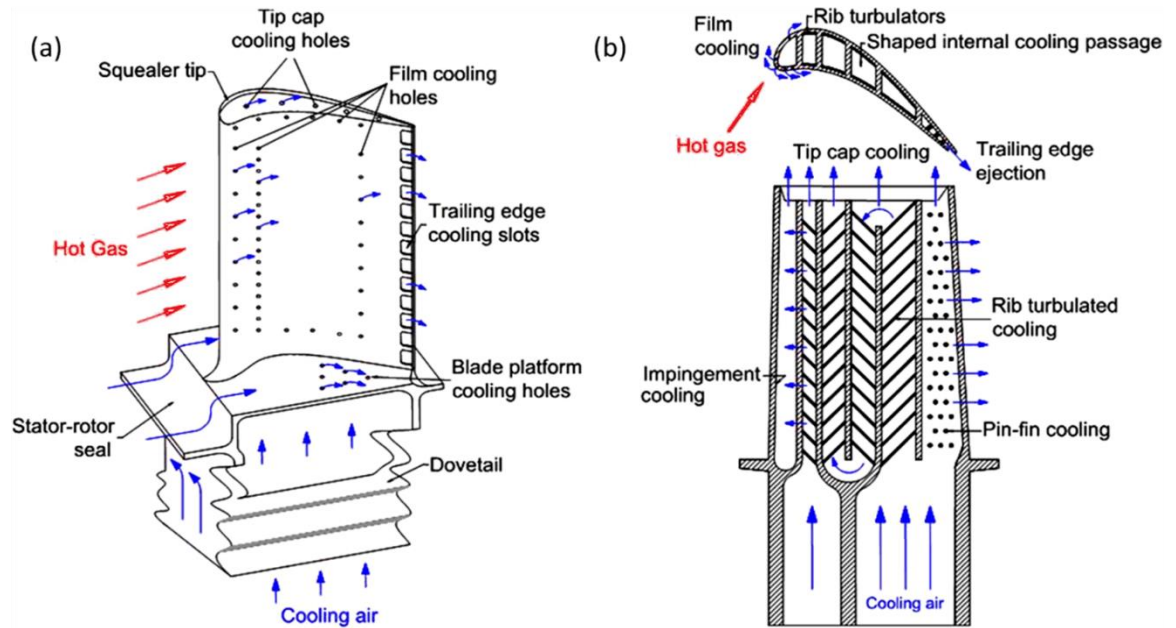 (a)
Tip cap
cooling holes
Squealer tip
Film cooling
holes
Hot Gas
Trailing edge
cooling slots
Blade platform
cooling holes
Stator-rotor
seal
Dovetail
Cooling air
(b)
Film
cooling
Rib turbulators
Shaped internal cooling passage
Hot gas
Tip cap cooling
Trailing edge
ejection
Rib turbulated
cooling
Impingement
cooling
Pin-fin cooling
Cooling air